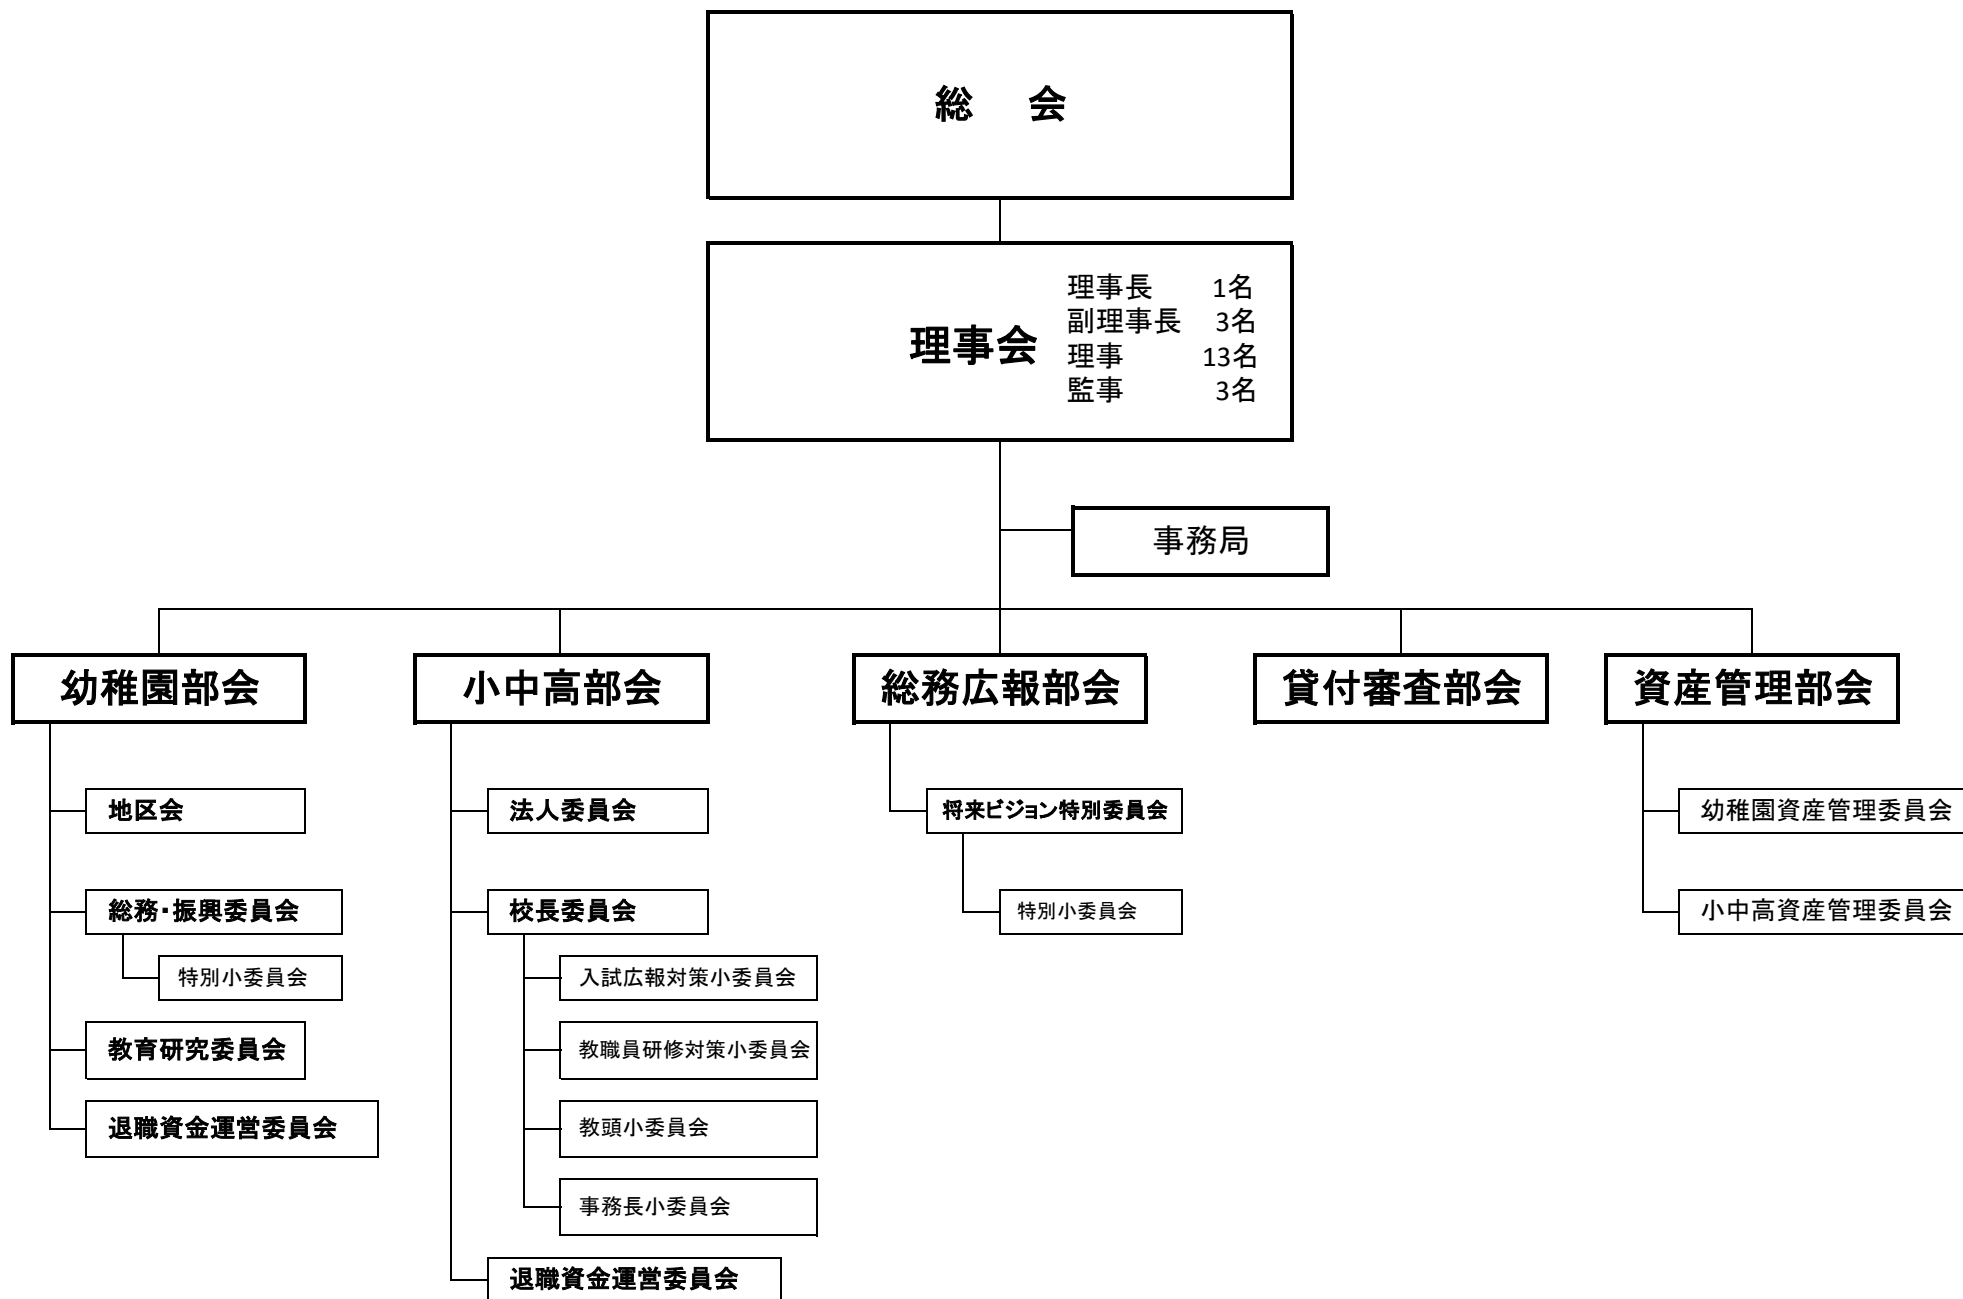 総　会
理事会
理事長　1名
副理事長　3名
理事　13名
監事　3名
事務局
幼稚園部会
小中高部会
総務広報部会
貸付審査部会
資産管理部会
地区会
法人委員会
将来ビジョン特別委員会
幼稚園資産管理委員会
総務・振興委員会
校長委員会
特別小委員会
小中高資産管理委員会
特別小委員会
入試広報対策小委員会
教育研究委員会
教職員研修対策小委員会
退職資金運営委員会
教頭小委員会
事務長小委員会
退職資金運営委員会